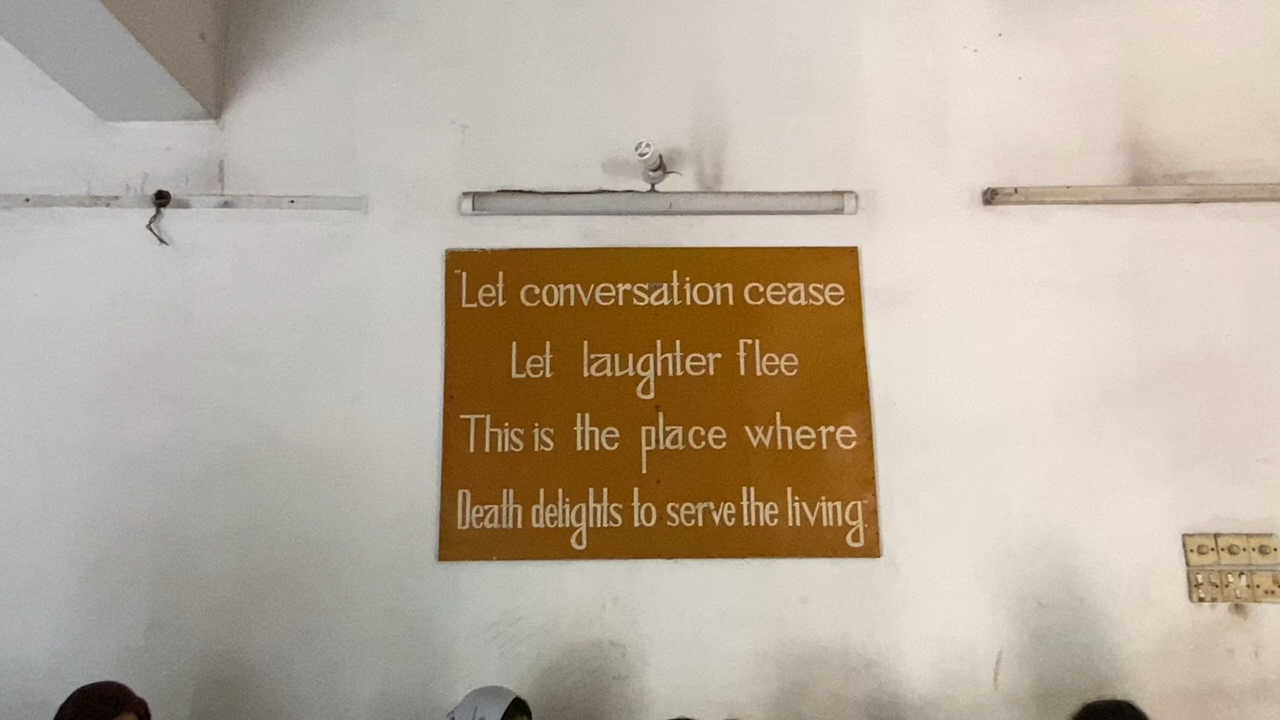 "Let conversation cease
Let laughter flee
This is the place where
Death delights to serve the living"